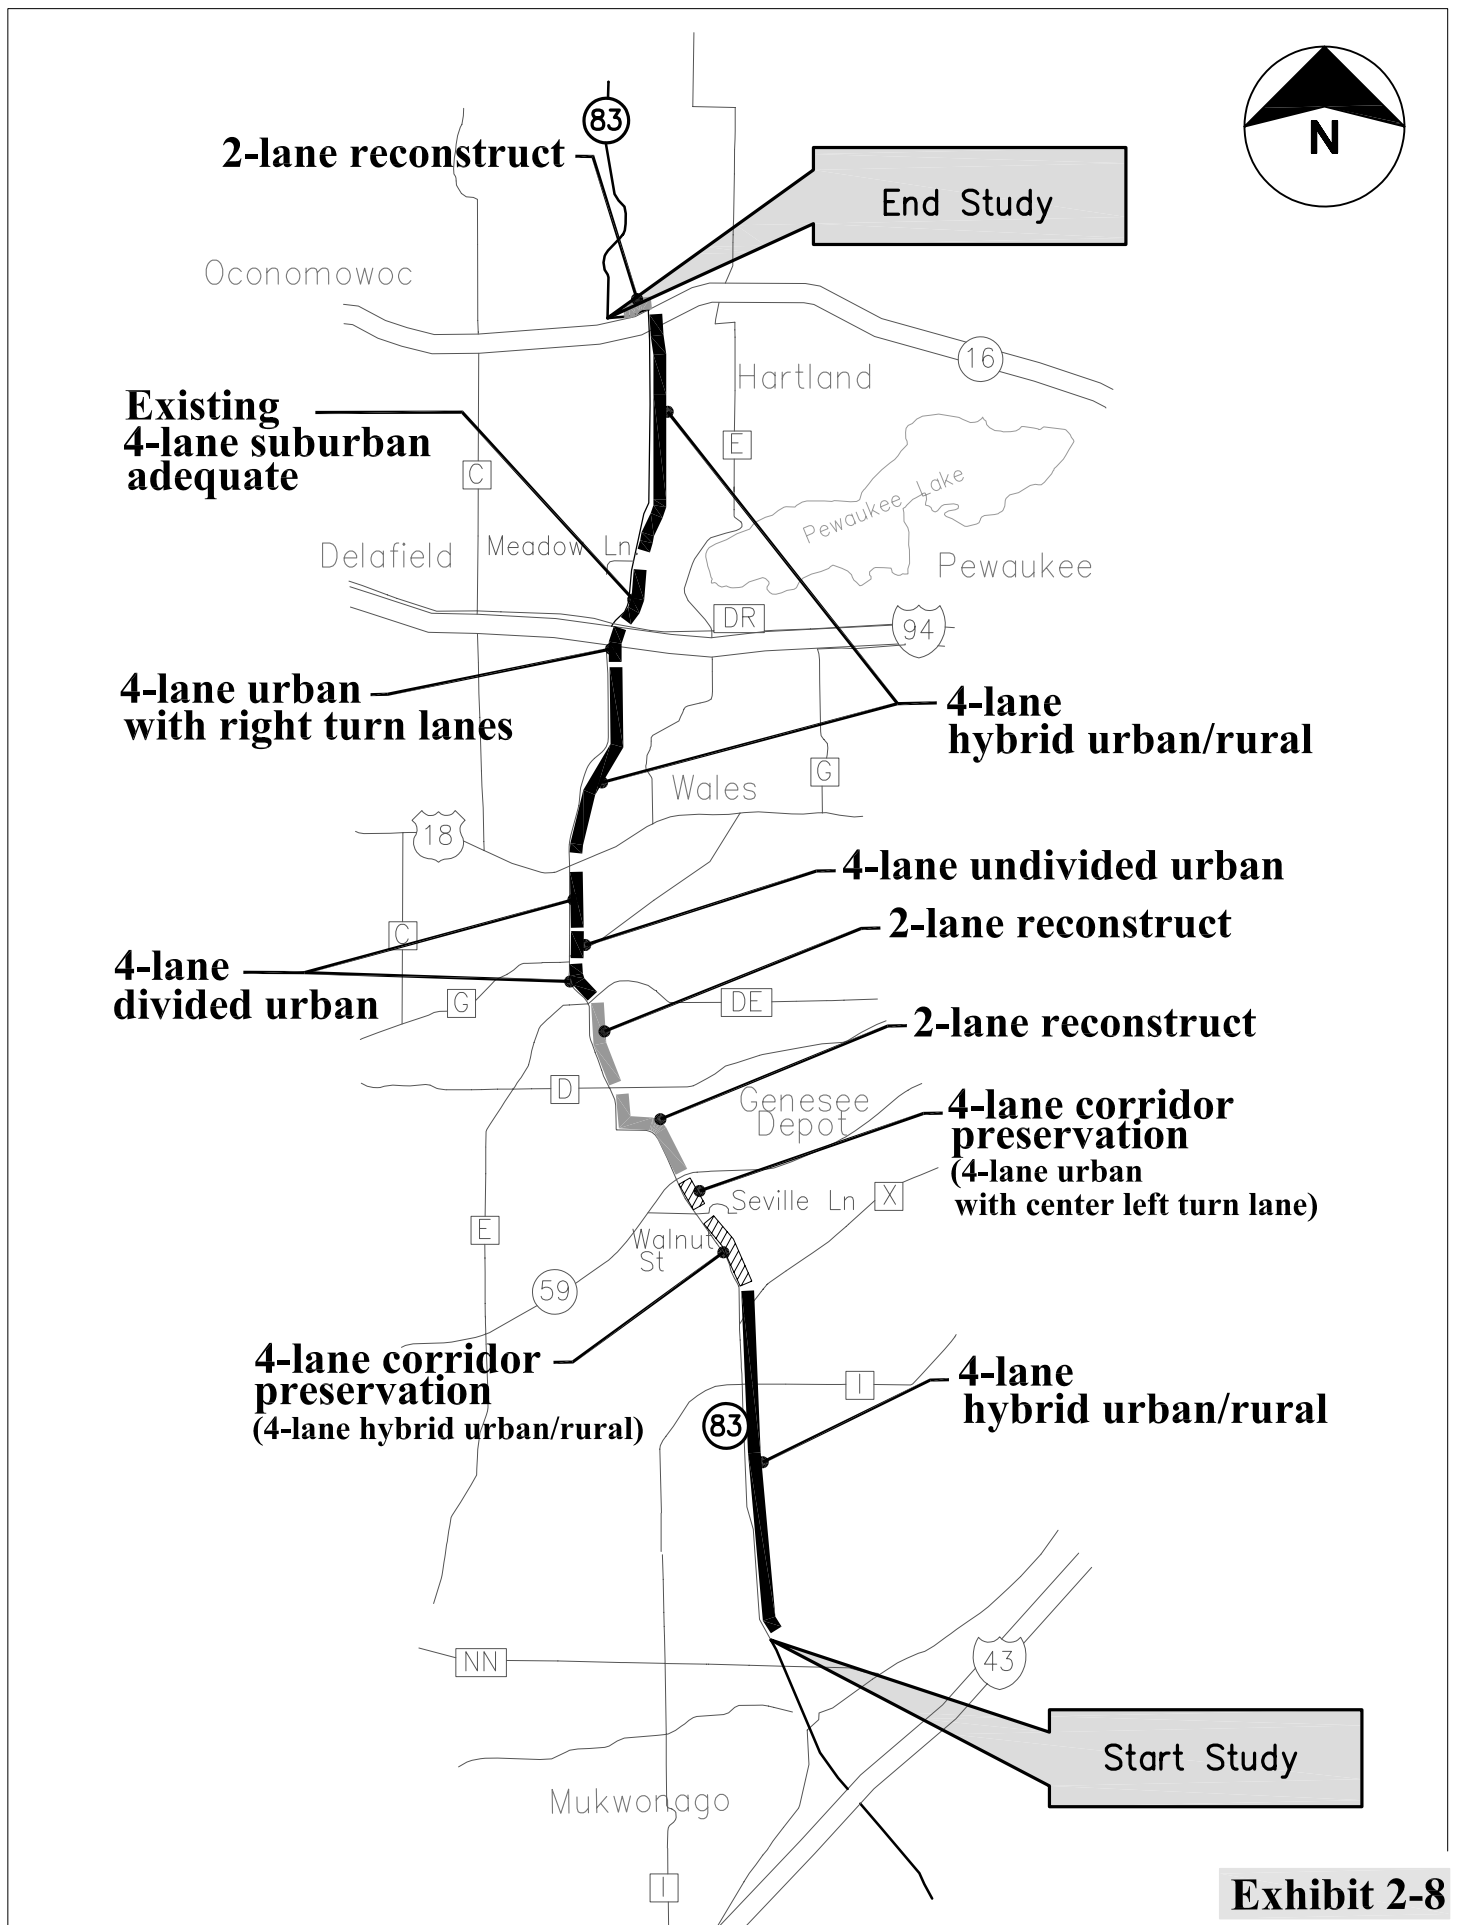 83
2-lane reconstruct
N
End Study
Oconomowoc
16
Hartland
Existing
4-lane suburban
adequate
E
C
Pewaukee Lake
Meadow Ln.
Delafield
Pewaukee
DR
94
4-lane urban
with right turn lanes
4-lane
hybrid urban/rural
G
Wales
18
4-lane undivided urban
2-lane reconstruct
C
4-lane
divided urban
G
DE
2-lane reconstruct
D
Genesee
Depot
4-lane corridor
preservation
(4-lane urban
with center left turn lane)
X
Seville Ln
E
Walnut
St
59
4-lane corridor
preservation
(4-lane hybrid urban/rural)
I
4-lane
hybrid urban/rural
83
NN
43
Start Study
Mukwonago
I
Exhibit 2-8